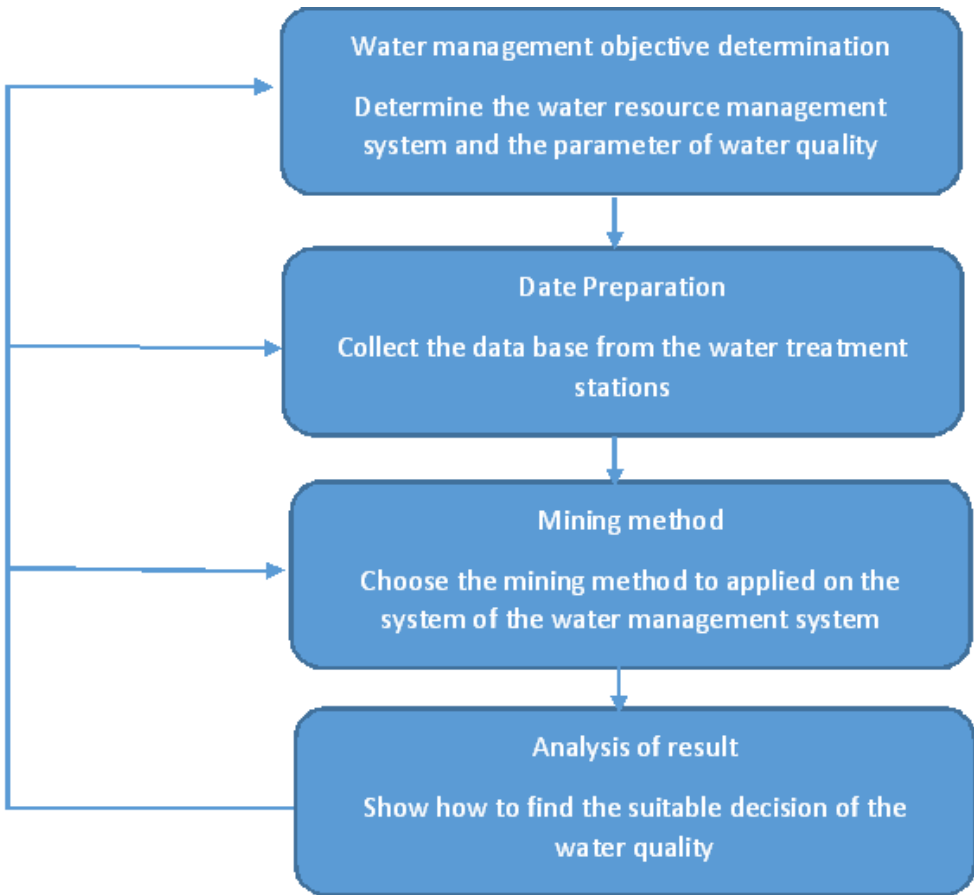 Water management objective determination
Determine the water resource management
system and the parameter of water quality
Date Preparation
Collect the data base from the water treatment
stations
Mining method
Choose the mining method to applied on the
system of the water management system
Analysis of result
Show how to find the suitable decision of the
water quality